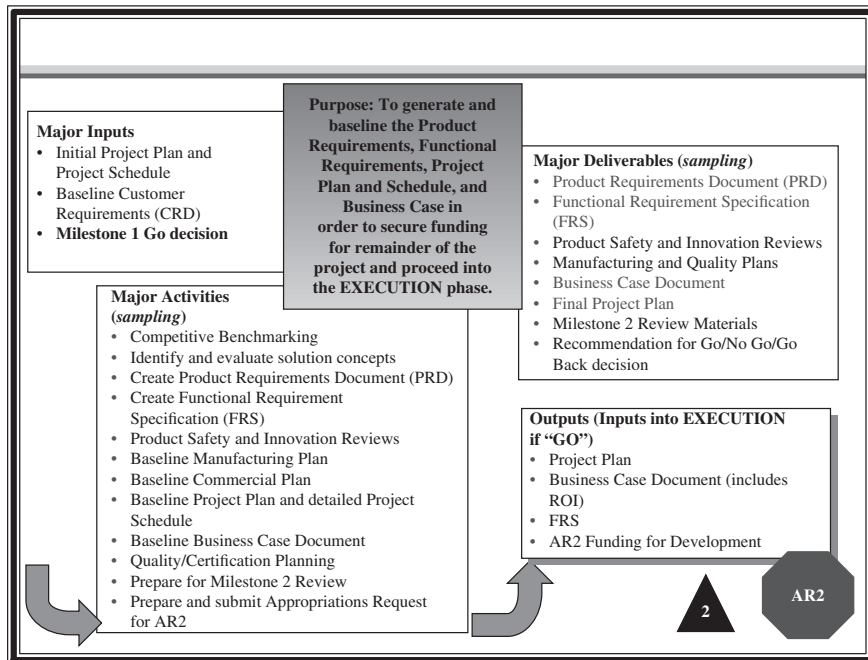 Purpose: To generate and
baseline the Product
Requirements, Functional
Requirements, Project
Plan and Schedule, and
Business Case in
order to secure funding
for remainder of the
project and proceed into
the EXECUTION phase.
Major Inputs
• Initial Project Plan and
Project Schedule
• Baseline Customer
Requirements (CRD)
• Milestone 1 Go decision
Major Activities
(sampling)
• Competitive Benchmarking
• Identify and evaluate solution concepts
• Create Product Requirements Document (PRD)
• Create Functional Requirement
Specification (FRS)
• Product Safety and Innovation Reviews
• Baseline Manufacturing Plan
• Baseline Commercial Plan
• Baseline Project Plan and detailed Project
Schedule
• Baseline Business Case Document
• Quality/Certification Planning
• Prepare for Milestone 2 Review
• Prepare and submit Appropriations Request
for AR2
Major Deliverables (sampling)
• Product Requirements Document (PRD)
• Functional Requirement Specification
(FRS)
• Product Safety and Innovation Reviews
• Manufacturing and Quality Plans
• Business Case Document
• Final Project Plan
• Milestone 2 Review Materials
• Recommendation for Go/No Go/Go
Back decision
Outputs (Inputs into EXECUTION
if “GO”)
• Project Plan
• Business Case Document (includes
ROI)
• FRS
• AR2 Funding for Development
2
AR2